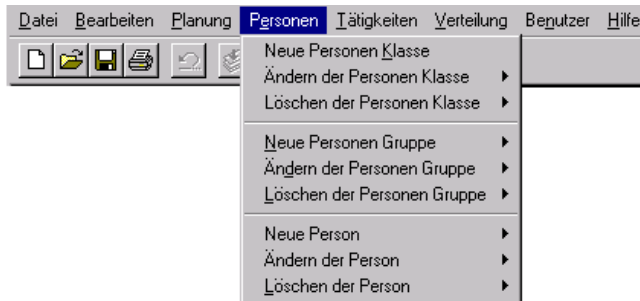 Datei Bearbeiten Planung Personen Tätigkeiten Verteilung Benutzer Hilfe
Neue Personen Klasse
Ändern der Personen Klasse
Löschen der Personen Klasse
Neue Personen Gruppe
Ändern der Personen Gruppe
Löschen der Personen Gruppe
Neue Person
Ändern der Person
Löschen der Person